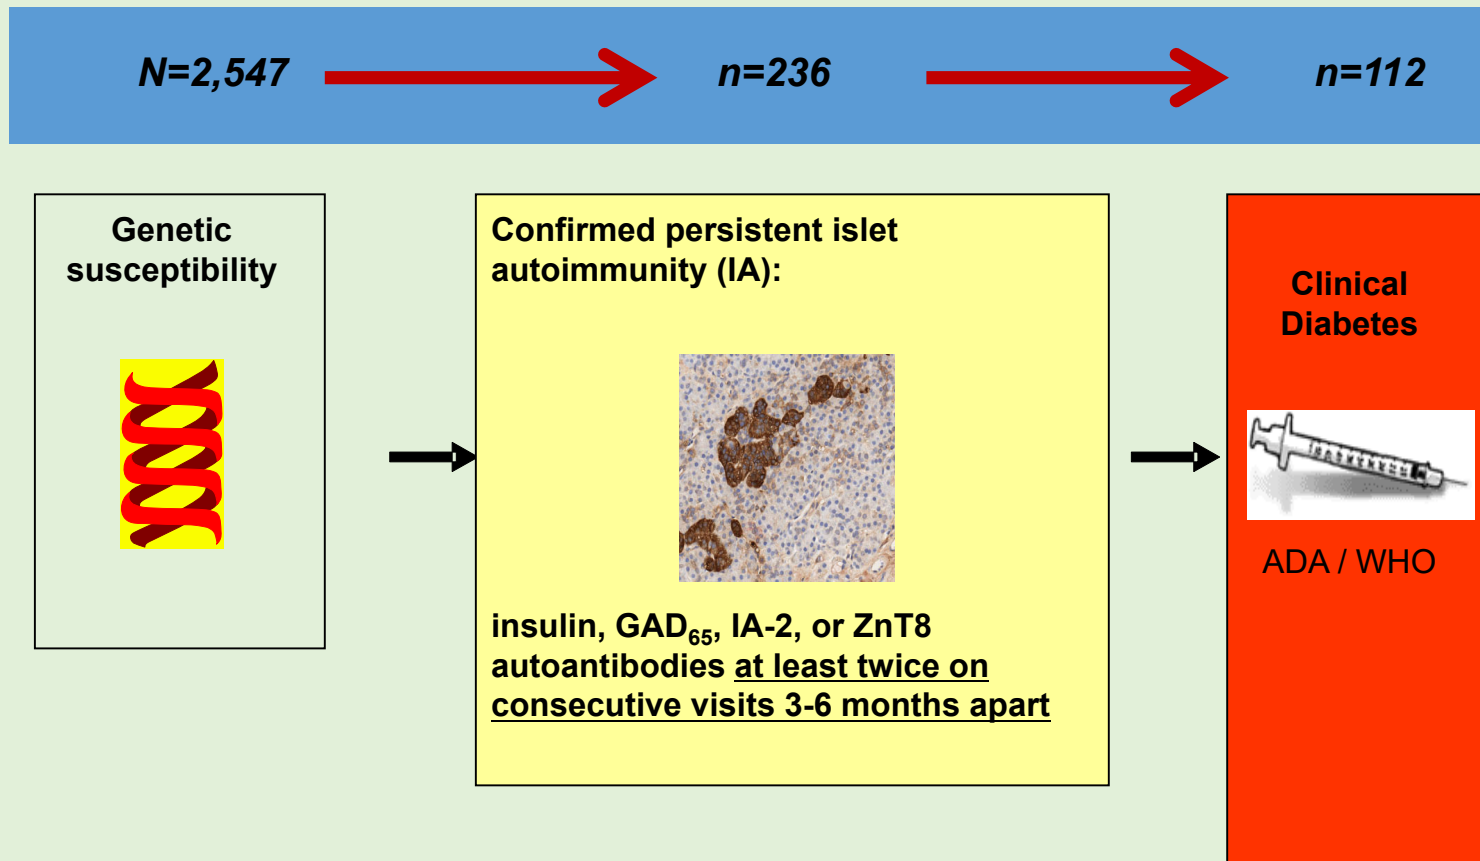 N=2,547
n=236
n=112
Genetic
susceptibility
Confirmed persistent islet
autoimmunity (IA):
insulin, GAD65, IA-2, or ZnT8
autoantibodies at least twice on
consecutive visits 3-6 months apart
Clinical
Diabetes
ADA / WHO